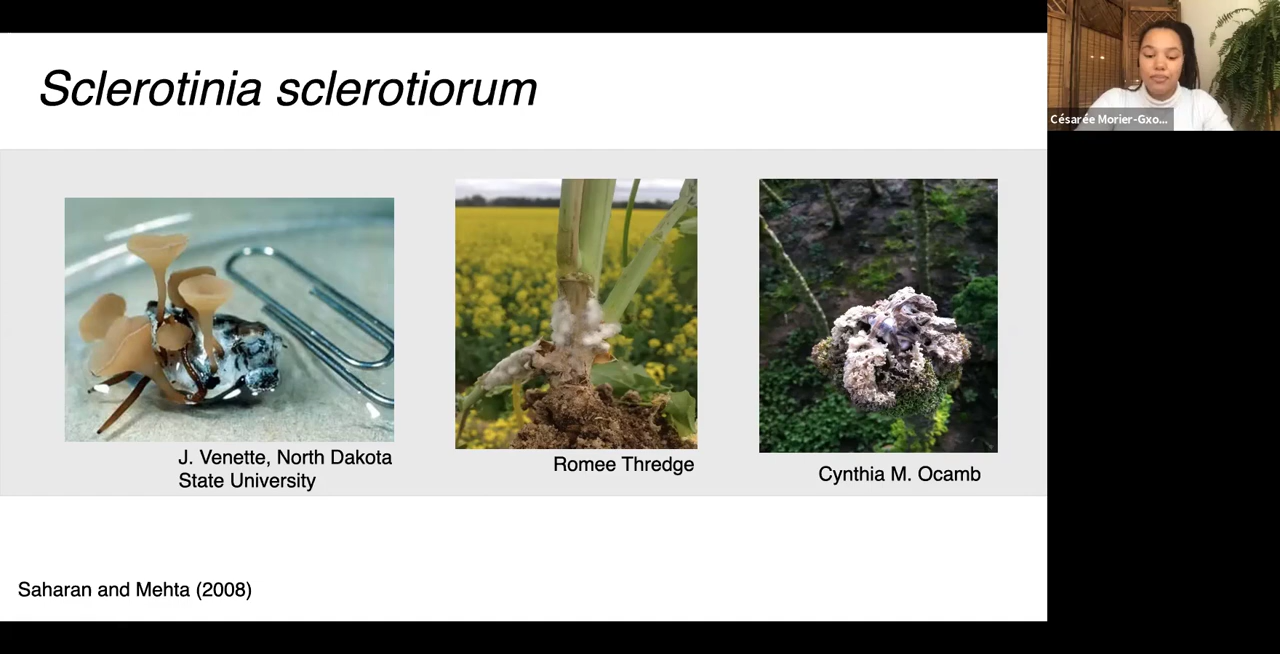 Sclerotinia sclerotiorum
Césarée Morier-Gxo...
J. Venette, North Dakota
State University
Romee Thredge
Cynthia M. Ocamb
Saharan and Mehta (2008)